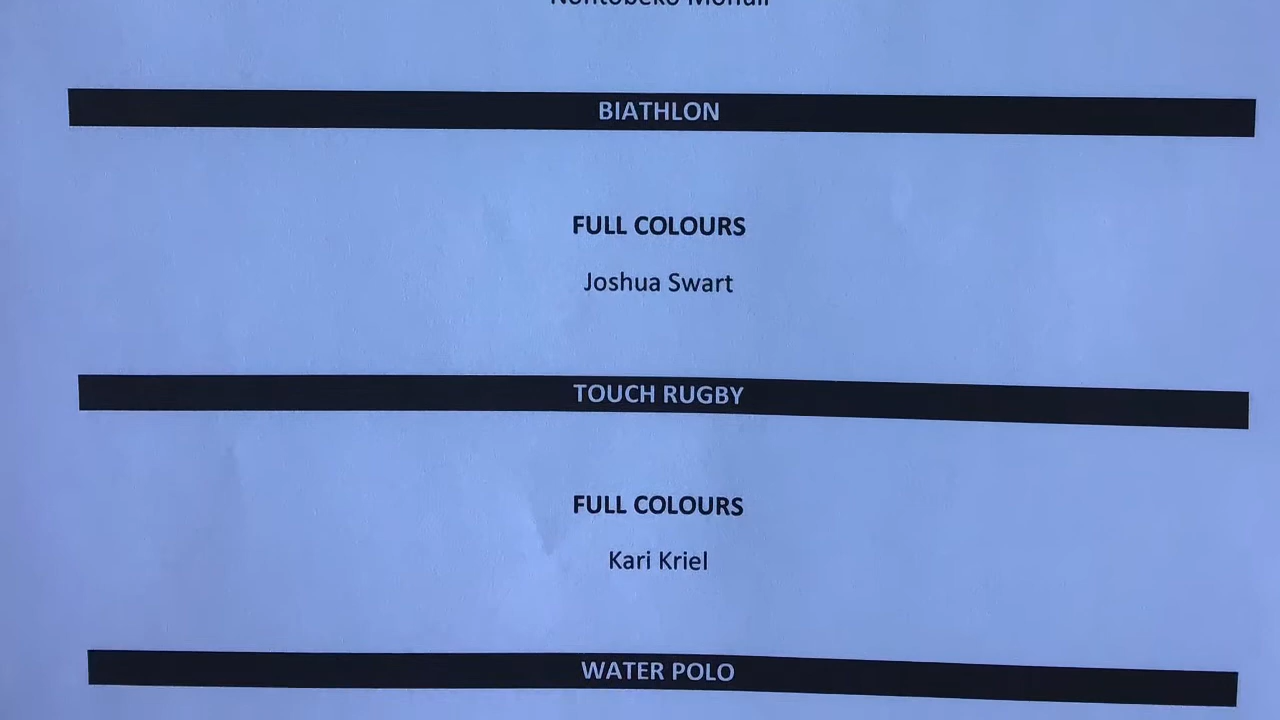 BIATHLON
FULL COLOURS
Joshua Swart
TOUCH RUGBY
FULL COLOURS
Kari Kriel
WATER POLO